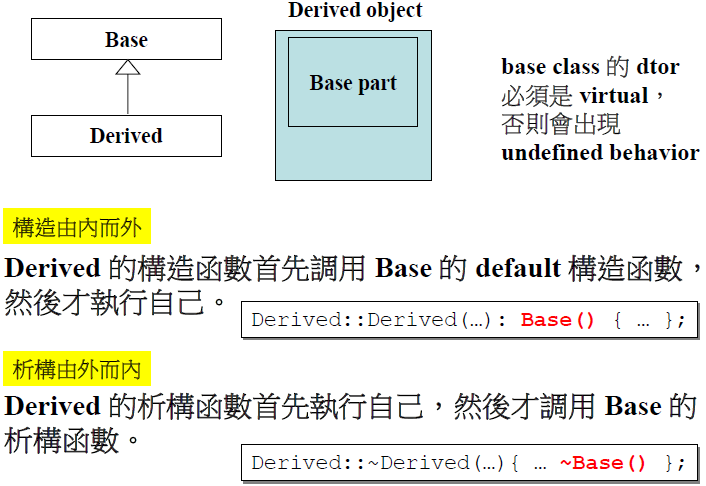 Derived object
Base
Base part
Derived
base class 的 dtor
必須是 virtual，
否則會出現
undefined behavior
構造由內而外
Derived 的構造函數首先調用 Base 的 default 構造函數，
然後才執行自己。
Derived::Derived(…): Base() { … };
析構由外而內
Derived 的析構函數首先執行自己，然後才調用 Base 的
析構函數。
Derived::~Derived(…){ … ~Base() };